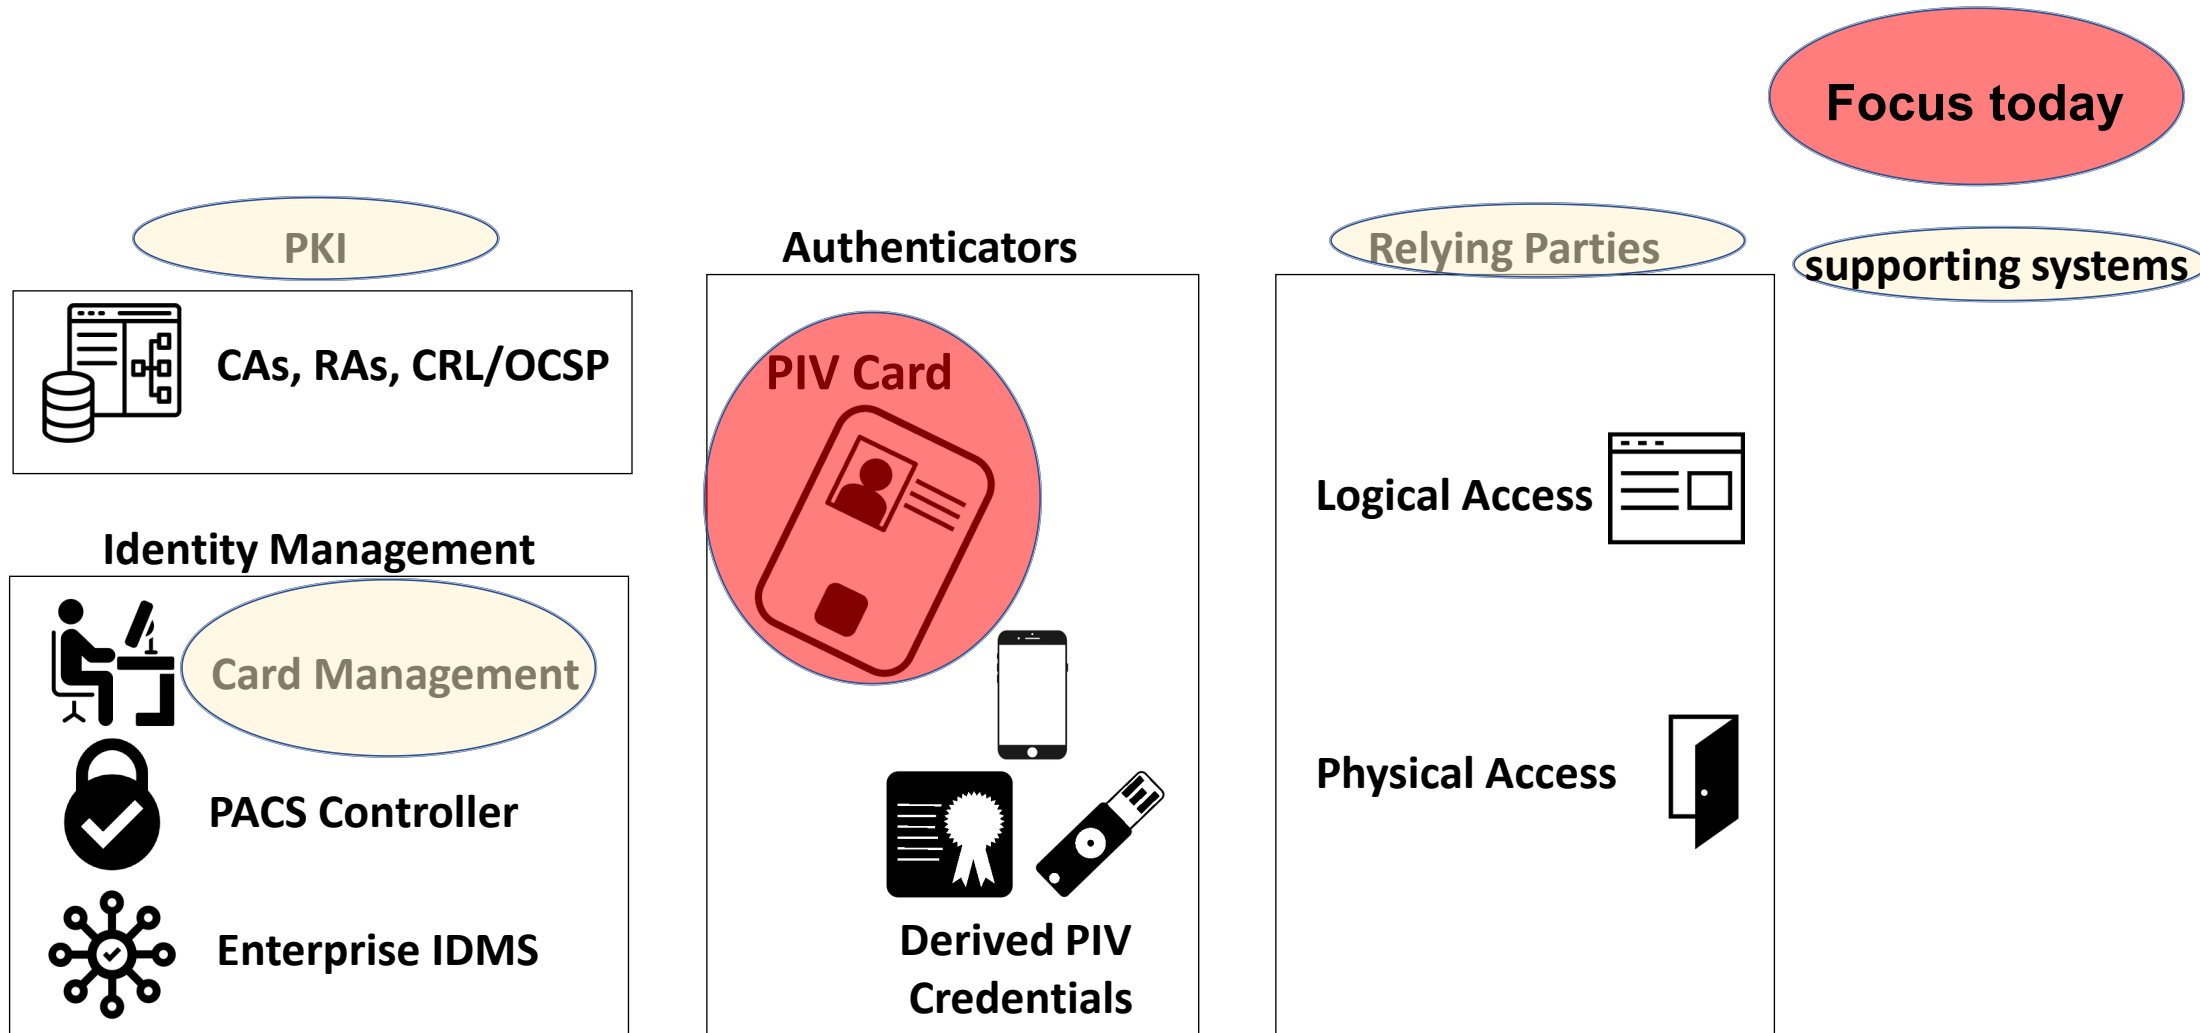 Focus today
supporting systems
PKI
CAs, RAs, CRL/OCSP
Identity Management
Card Management
PACS Controller
Enterprise IDMS
Authenticators
PIV Card
Derived PIV
Credentials
Relying Parties
Logical Access
Physical Access